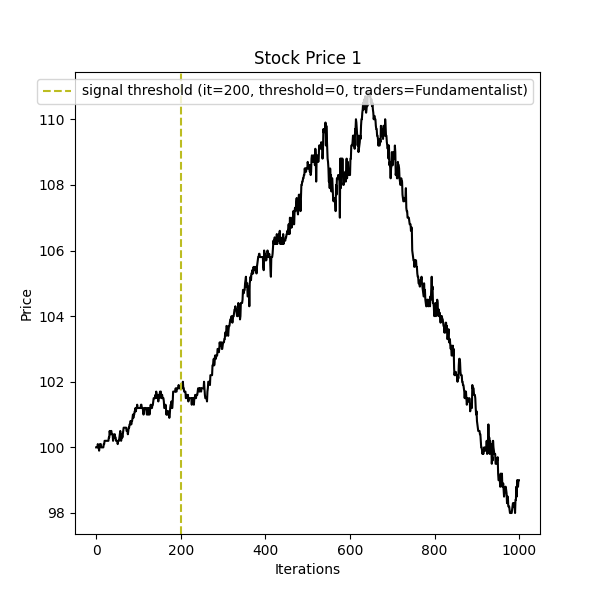 Stock Price 1
signal threshold (it=200, threshold=0, traders=Fundamentalist)
110
108
106
104
102
100
98
Price
0 200 400 600 800 1000
Iterations